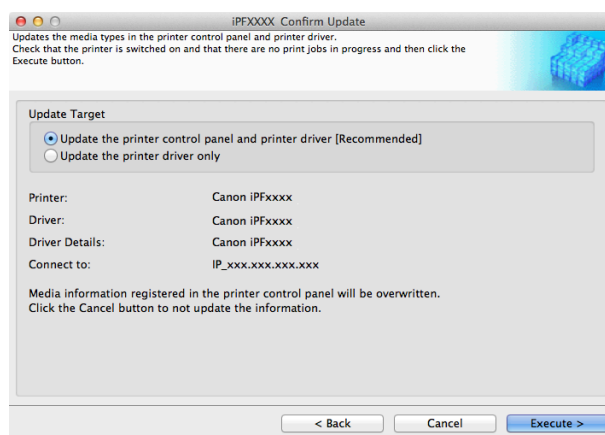 iPFXXXX Confirm Update
Updates the media types in the printer control panel and printer driver.
Check that the printer is switched on and that there are no print jobs in progress and then click the
Execute button.
Update Target
Update the printer control panel and printer driver [Recommended]
Update the printer driver only
Printer: Canon iPFxxxx
Driver: Canon iPFxxxx
Driver Details: Canon iPFxxxx
Connect to: IP_xxx.xxx.xxx.xxx
Media information registered in the printer control panel will be overwritten.
Click the Cancel button to not update the information.
< Back Cancel Execute >